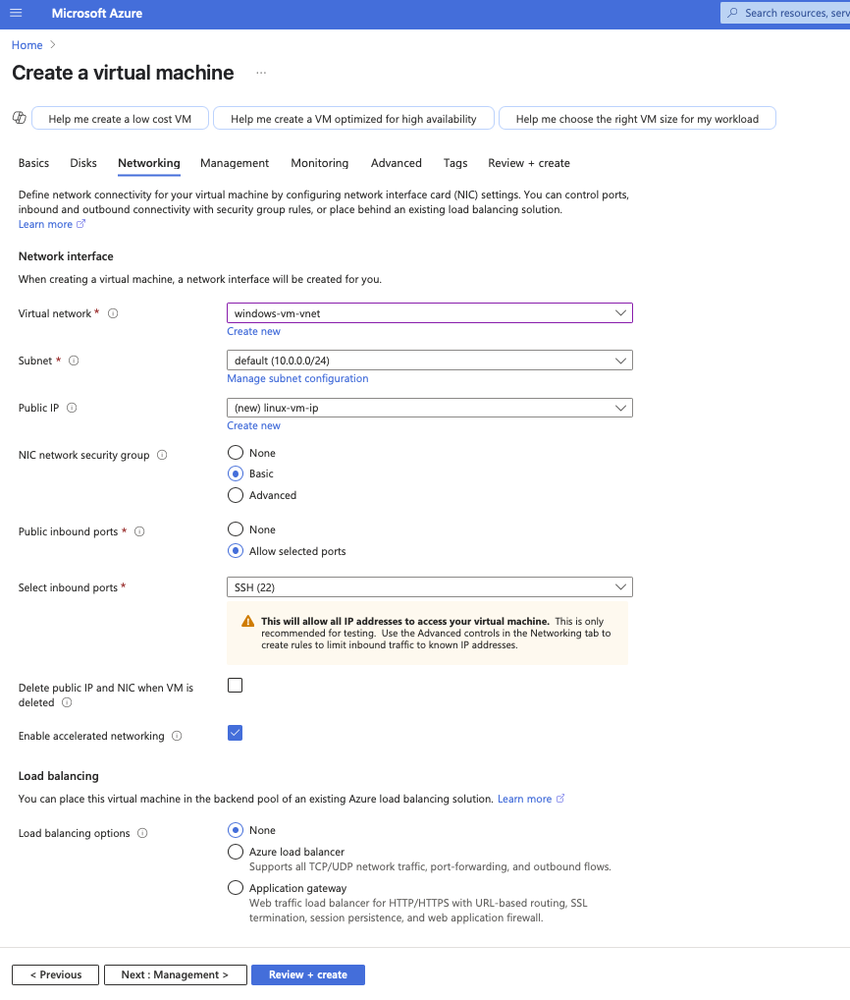 Microsoft Azure
Search resources, serv
Home >
Create a virtual machine ...
Help me create a low cost VM
Help me create a VM optimized for high availability
Help me choose the right VM size for my workload
Basics Disks Networking Management Monitoring Advanced Tags Review + create
Define network connectivity for your virtual machine by configuring network interface card (NIC) settings. You can control ports,
inbound and outbound connectivity with security group rules, or place behind an existing load balancing solution.
Learn more
Network interface
When creating a virtual machine, a network interface will be created for you.
Virtual network *
windows-vm-vnet
Create new
Subnet *
default (10.0.0.0/24)
Manage subnet configuration
Public IP
(new) linux-vm-ip
Create new
NIC network security group
None
Basic
Advanced
Public inbound ports *
None
Allow selected ports
Select inbound ports *
SSH (22)
This will allow all IP addresses to access your virtual machine. This is only
recommended for testing. Use the Advanced controls in the Networking tab to
create rules to limit inbound traffic to known IP addresses.
Delete public IP and NIC when VM is
deleted
Enable accelerated networking
Load balancing
You can place this virtual machine in the backend pool of an existing Azure load balancing solution. Learn more
Load balancing options
None
Azure load balancer
Supports all TCP/UDP network traffic, port-forwarding, and outbound flows.
Application gateway
Web traffic load balancer for HTTP/HTTPS with URL-based routing, SSL
termination, session persistence, and web application firewall.
< Previous
Next : Management >
Review + create